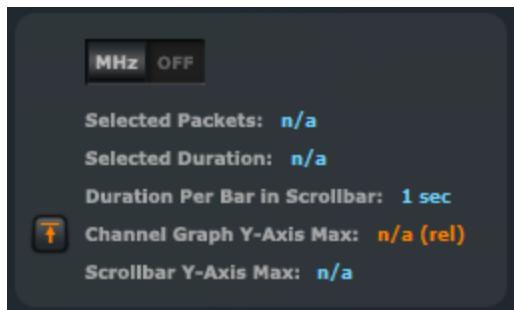 MHz OFF
Selected Packets: n/a
Selected Duration: n/a
Duration Per Bar in Scrollbar: 1 sec
Channel Graph Y-Axis Max: n/a (rel)
Scrollbar Y-Axis Max: n/a